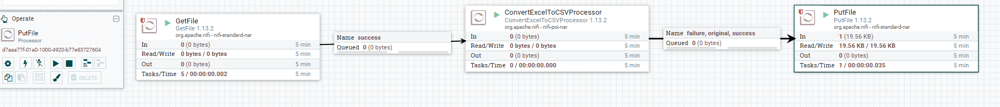 Operate
PutFile
Processor
d7aaa77f-01a0-1000-4920-b77e83727604
DELETE
GetFile
GetFile 1.13.2
org.apache.nifi - nifi-standard-nar
In 0 (0 bytes) 5 min
Read/Write 0 bytes / 0 bytes 5 min
Out 0 (0 bytes) 5 min
Tasks/Time 5 / 00:00:00.002 5 min
Name success
Queued 0 (0 bytes)
ConvertExcelToCSVProcessor
ConvertExcelToCSVProcessor 1.13.2
org.apache.nifi - nifi-poi-nar
In 0 (0 bytes) 5 min
Read/Write 0 bytes / 0 bytes 5 min
Out 0 (0 bytes) 5 min
Tasks/Time 0 / 00:00:00.000 5 min
Name failure, original, success
Queued 0 (0 bytes)
PutFile
PutFile 1.13.2
org.apache.nifi - nifi-standard-nar
In 1 (19.56 KB) 5 min
Read/Write 19.56 KB / 19.56 KB 5 min
Out 0 (0 bytes) 5 min
Tasks/Time 1 / 00:00:00.035 5 min